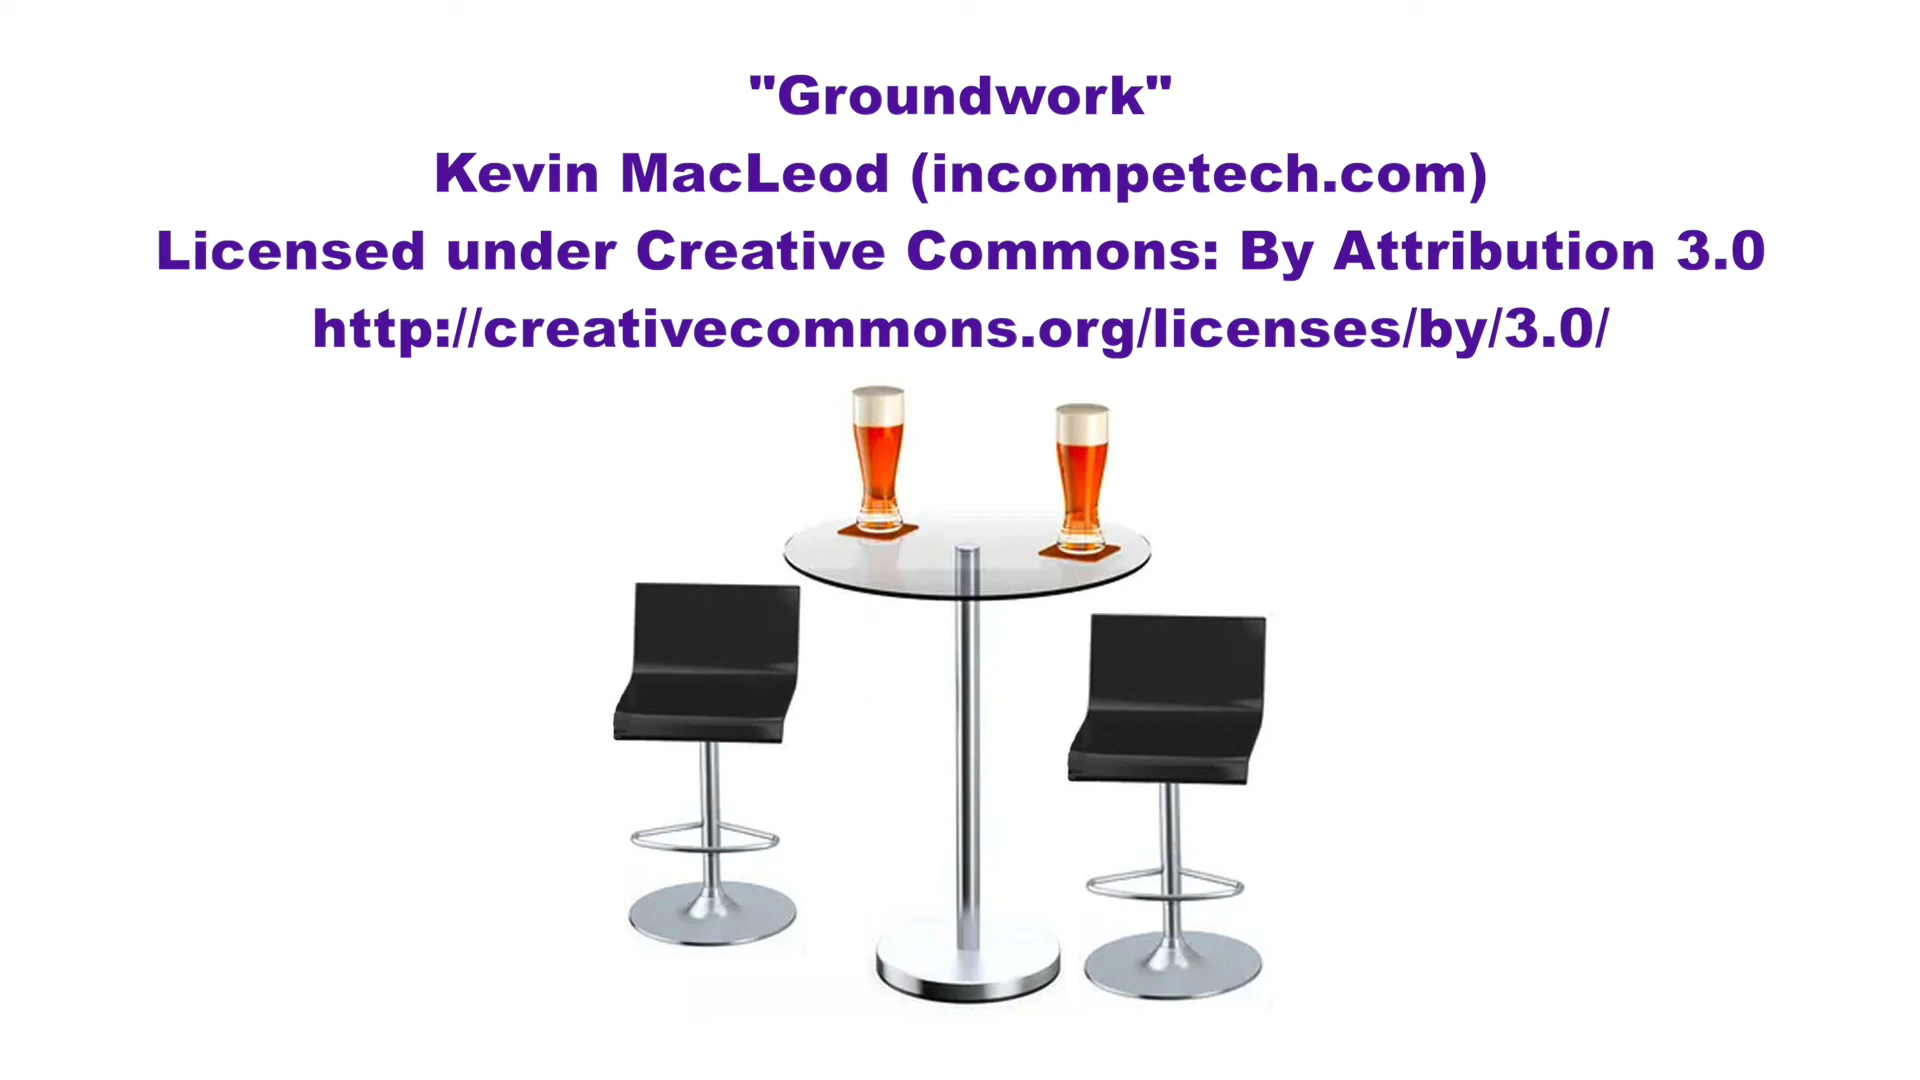 "Groundwork"
Kevin MacLeod (incompetech.com)
Licensed under Creative Commons: By Attribution 3.0
http://creativecommons.org/licenses/by/3.0/